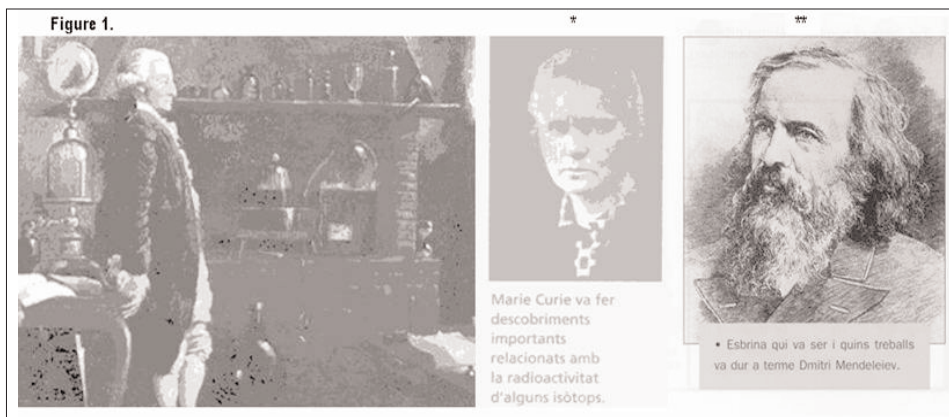 Figure 1.
*
**
Marie Curie va fer
descobriments
importants
relacionats amb
la radioactivitat
d'alguns isòtops.
• Esbrina qui va ser i quins treballs
va dur a terme Dmitri Mendeleiev.